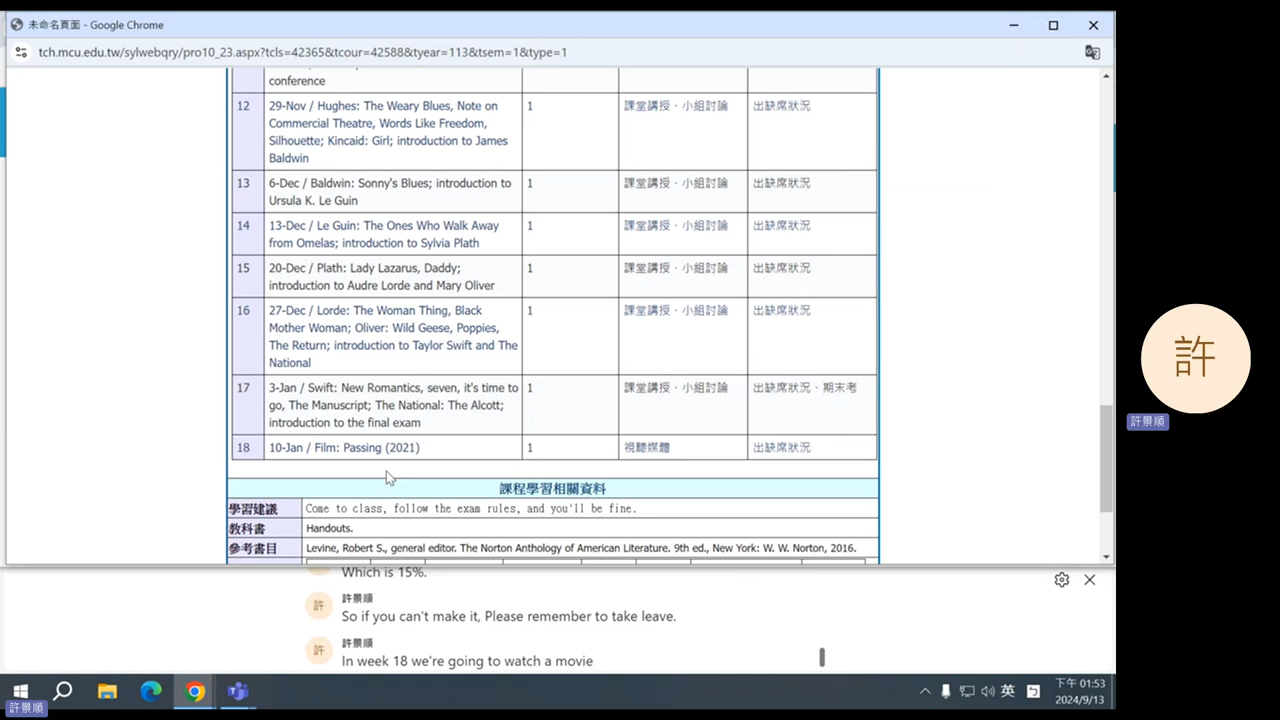 未命名頁面 - Google Chrome
tch.mcu.edu.tw/sylwebqry/pro10_23.aspx?tcls=42365&tcour=42588&tyear=113&tsem=1&type=1
conference
12 29-Nov / Hughes: The Weary Blues, Note on 1 課堂講授、小組討論 出缺席狀況
Commercial Theatre, Words Like Freedom,
Silhouette; Kincaid: Girl; introduction to James
Baldwin
13 6-Dec / Baldwin: Sonny's Blues; introduction to 1 課堂講授、小組討論 出缺席狀況
Ursula K. Le Guin
14 13-Dec / Le Guin: The Ones Who Walk Away 1 課堂講授、小組討論 出缺席狀況
from Omelas; introduction to Sylvia Plath
15 20-Dec / Plath: Lady Lazarus, Daddy; 1 課堂講授、小組討論 出缺席狀況
introduction to Audre Lorde and Mary Oliver
16 27-Dec / Lorde: The Woman Thing, Black 1 課堂講授、小組討論 出缺席狀況
Mother Woman; Oliver: Wild Geese, Poppies,
The Return; introduction to Taylor Swift and The
National
17 3-Jan / Swift: New Romantics, seven, it's time to 1 課堂講授、小組討論 出缺席狀況、期末考
go, The Manuscript; The National: The Alcott;
introduction to the final exam
18 10-Jan / Film: Passing (2021) 1 視聽媒體 出缺席狀況
課程學習相關資料
學習建議 Come to class, follow the exam rules, and you'll be fine.
教科書 Handouts.
參考書目 Levine, Robert S., general editor. The Norton Anthology of American Literature. 9th ed., New York: W. W. Norton, 2016.
Which is 15%.
許 許景順
So if you can't make it, Please remember to take leave.
許 許景順
In week 18 we're going to watch a movie
許
許景順
英
下午 01:53
2024/9/13
許景順